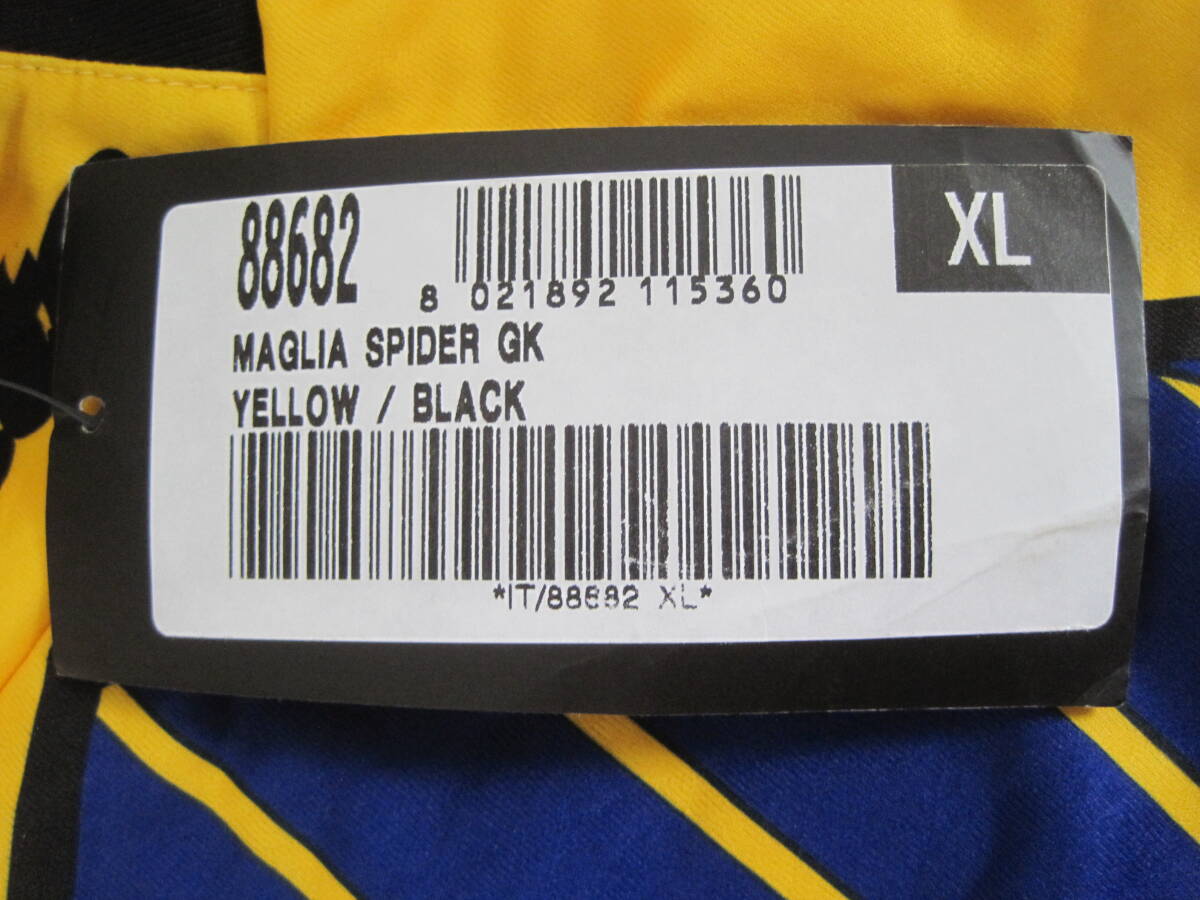 88682
XL
8 021892 115360
MAGLIA SPIDER GK
YELLOW / BLACK
*IT/88682 XL*